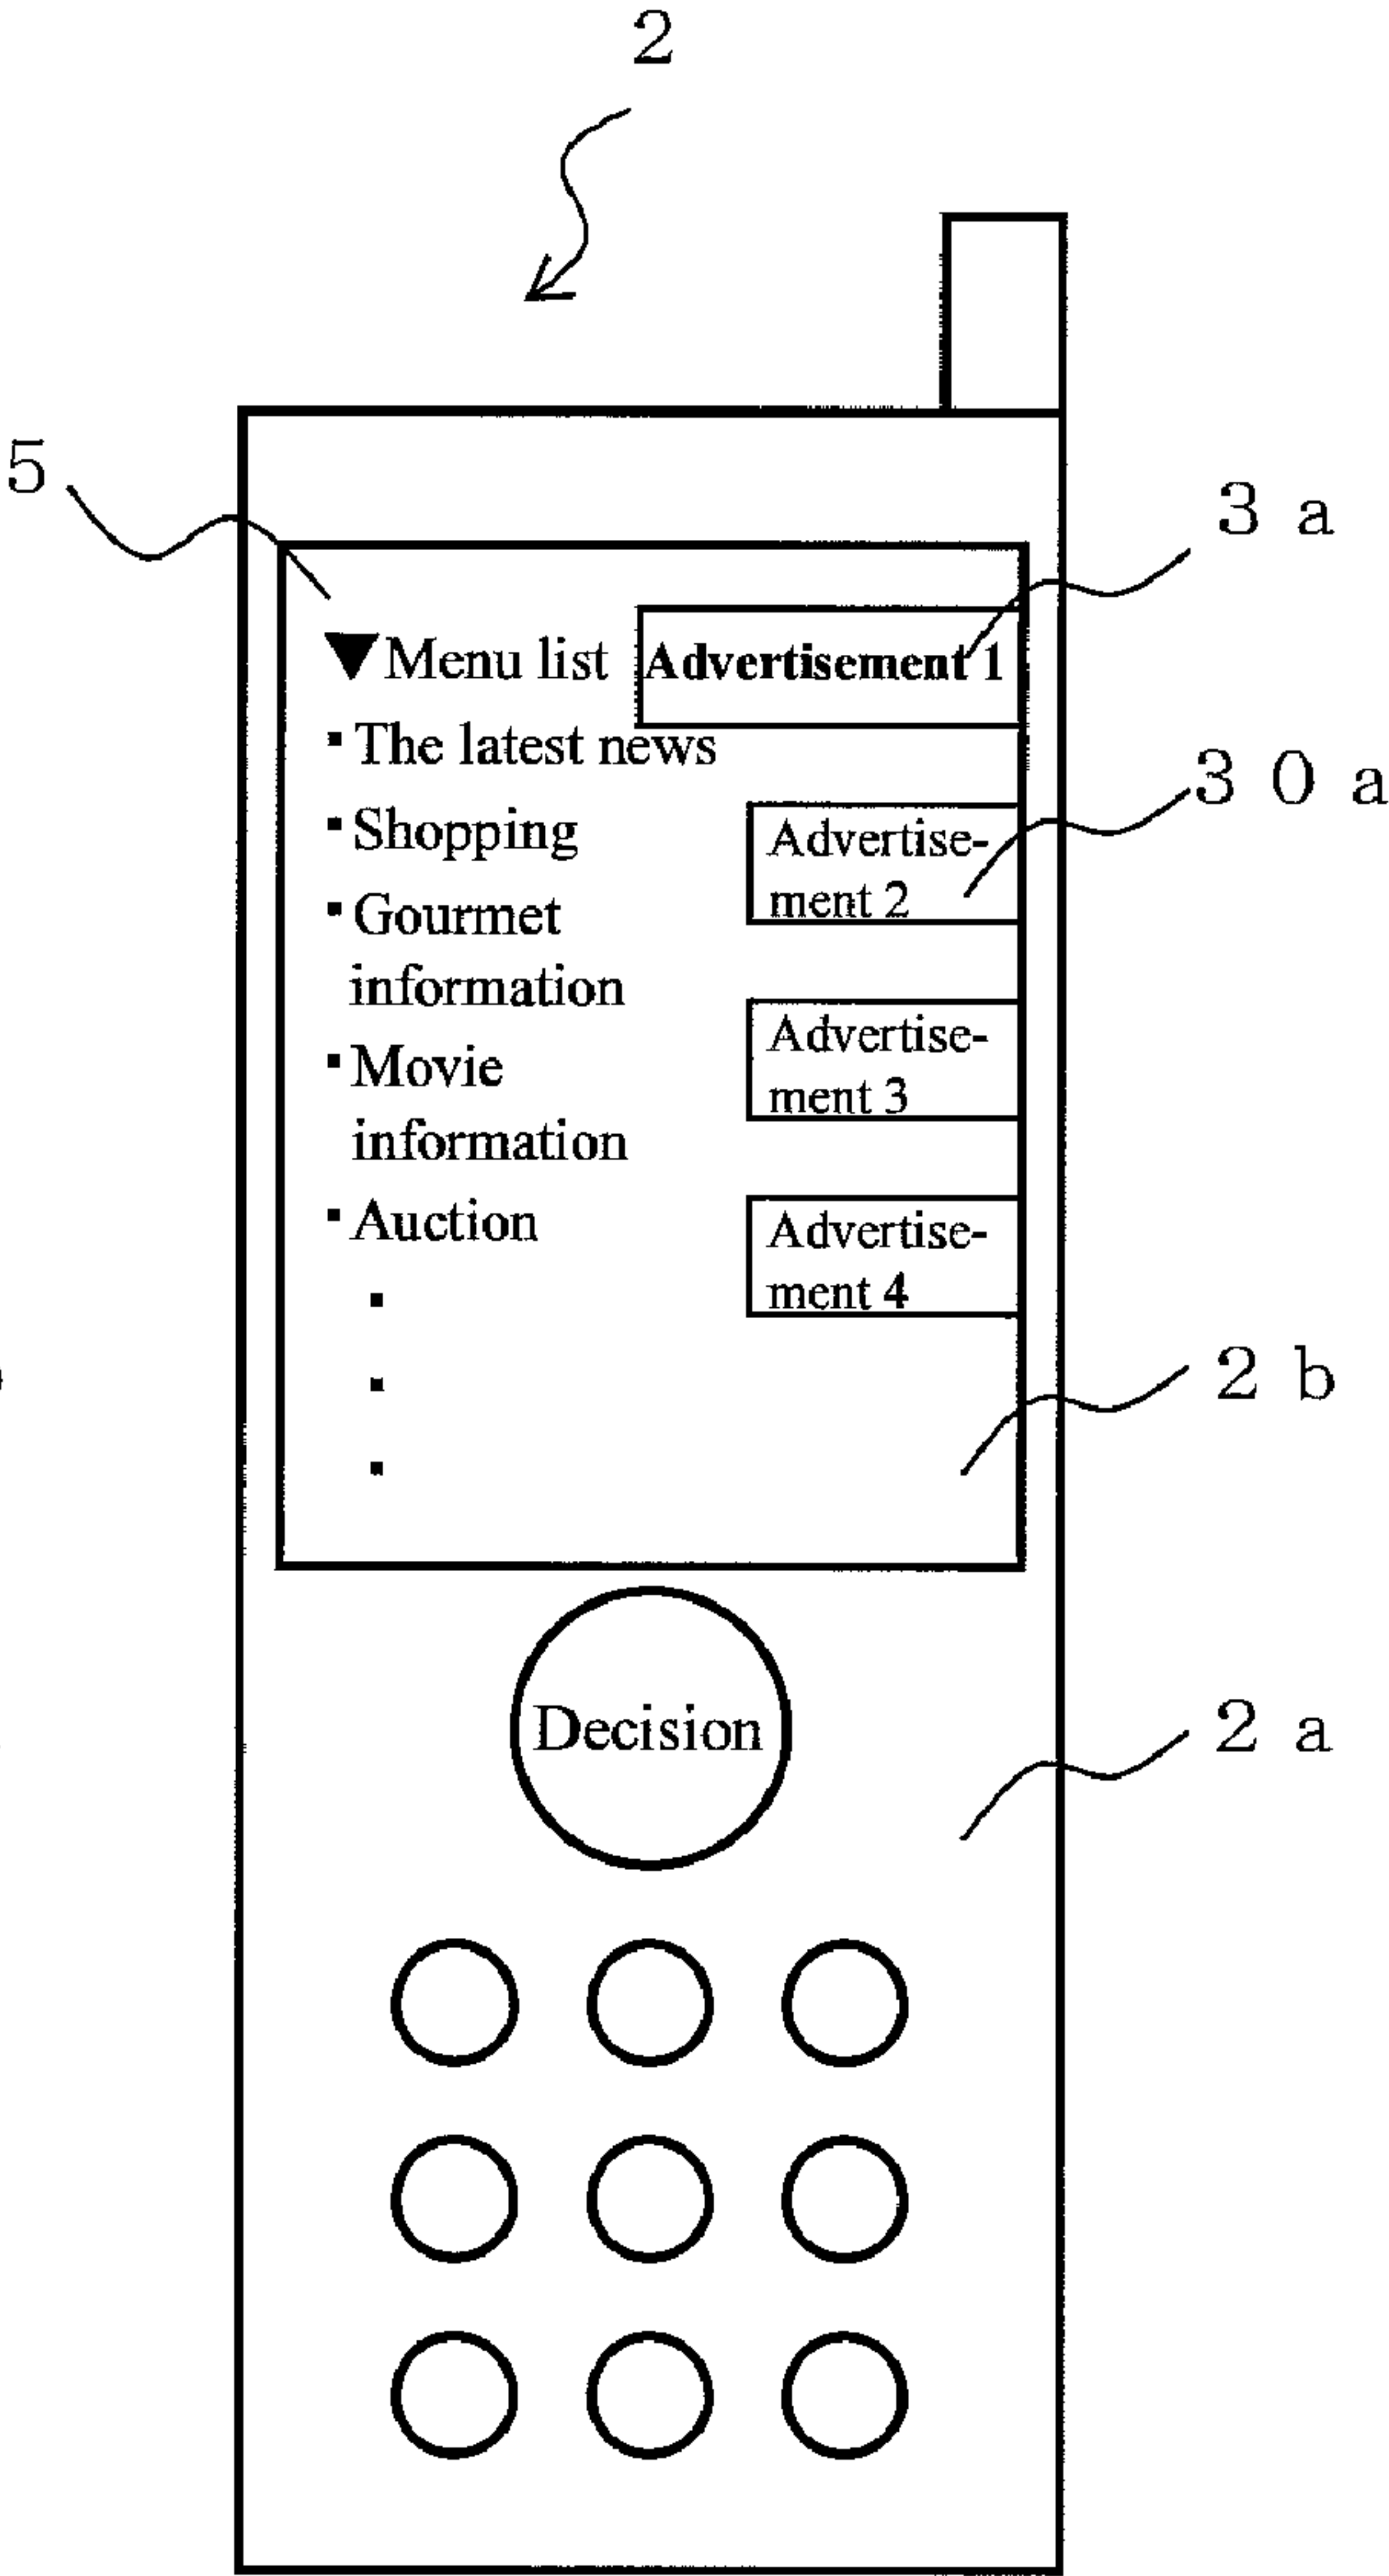 2
5
3 a
▼Menu list
Advertisement 1
▪The latest news
3 0 a
▪Shopping
Advertise-
ment 2
▪Gourmet
information
Advertise-
ment 3
▪Movie
information
Advertise-
ment 4
▪Auction
▪
▪
▪
2 b
Decision
2 a